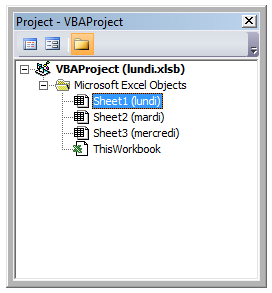 Project - VBAProject
VBAProject (lundi.xlsb)
Microsoft Excel Objects
Sheet1 (lundi)
Sheet2 (mardi)
Sheet3 (mercredi)
ThisWorkbook